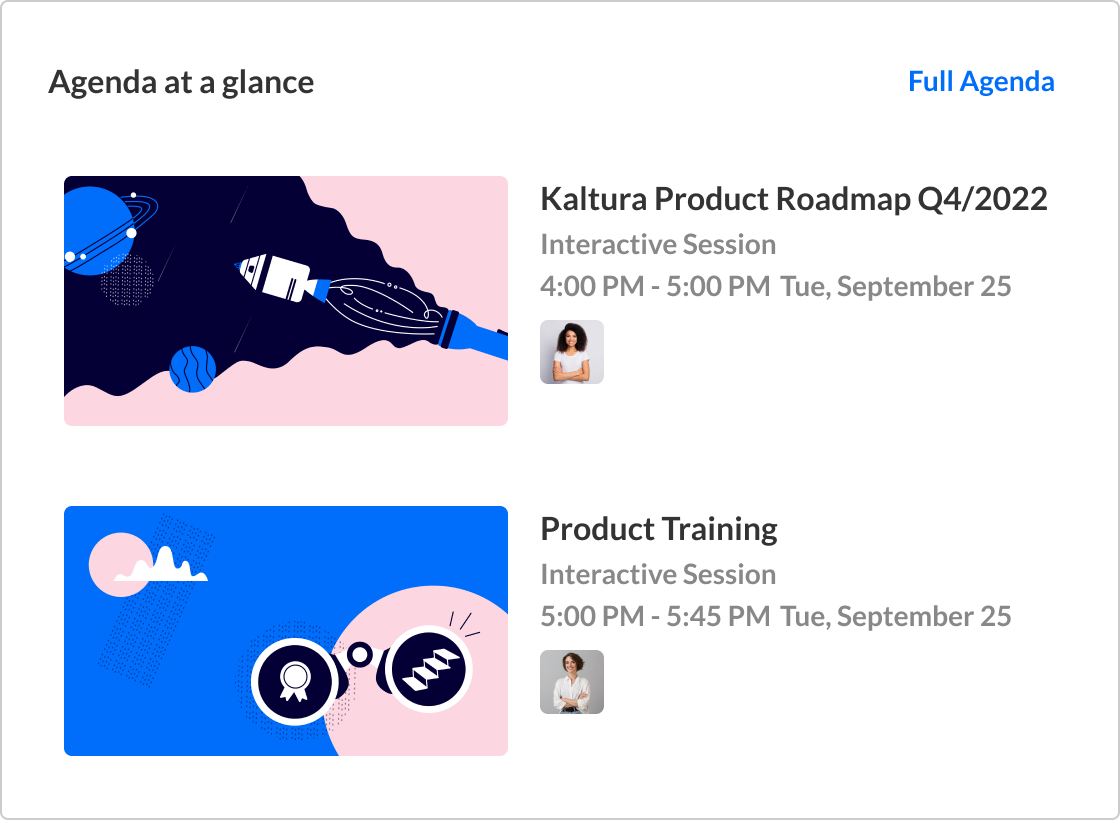 Agenda at a glance
Full Agenda
Kaltura Product Roadmap Q4/2022
Interactive Session
4:00 PM - 5:00 PM Tue, September 25
Product Training
Interactive Session
5:00 PM - 5:45 PM Tue, September 25